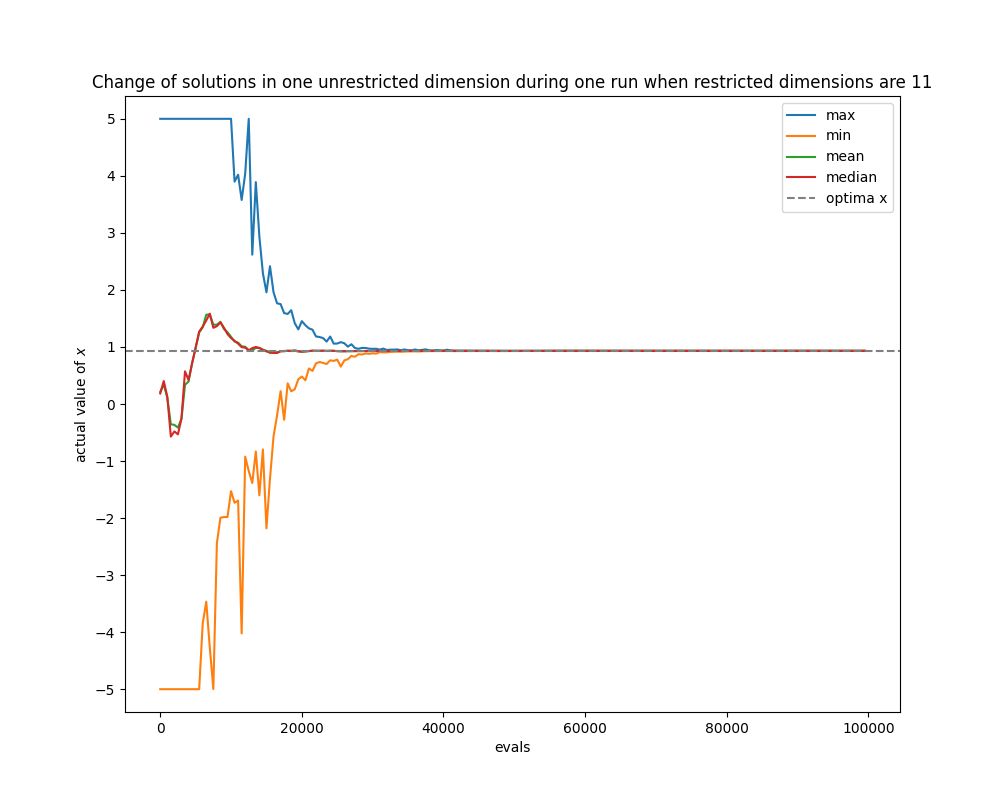 Change of solutions in one unrestricted dimension during one run when restricted dimensions are 11
max
min
mean
median
optima x
5
4
3
2
1
0
−1
−2
−3
−4
−5
actual value of x
0 20000 40000 60000 80000 100000
evals